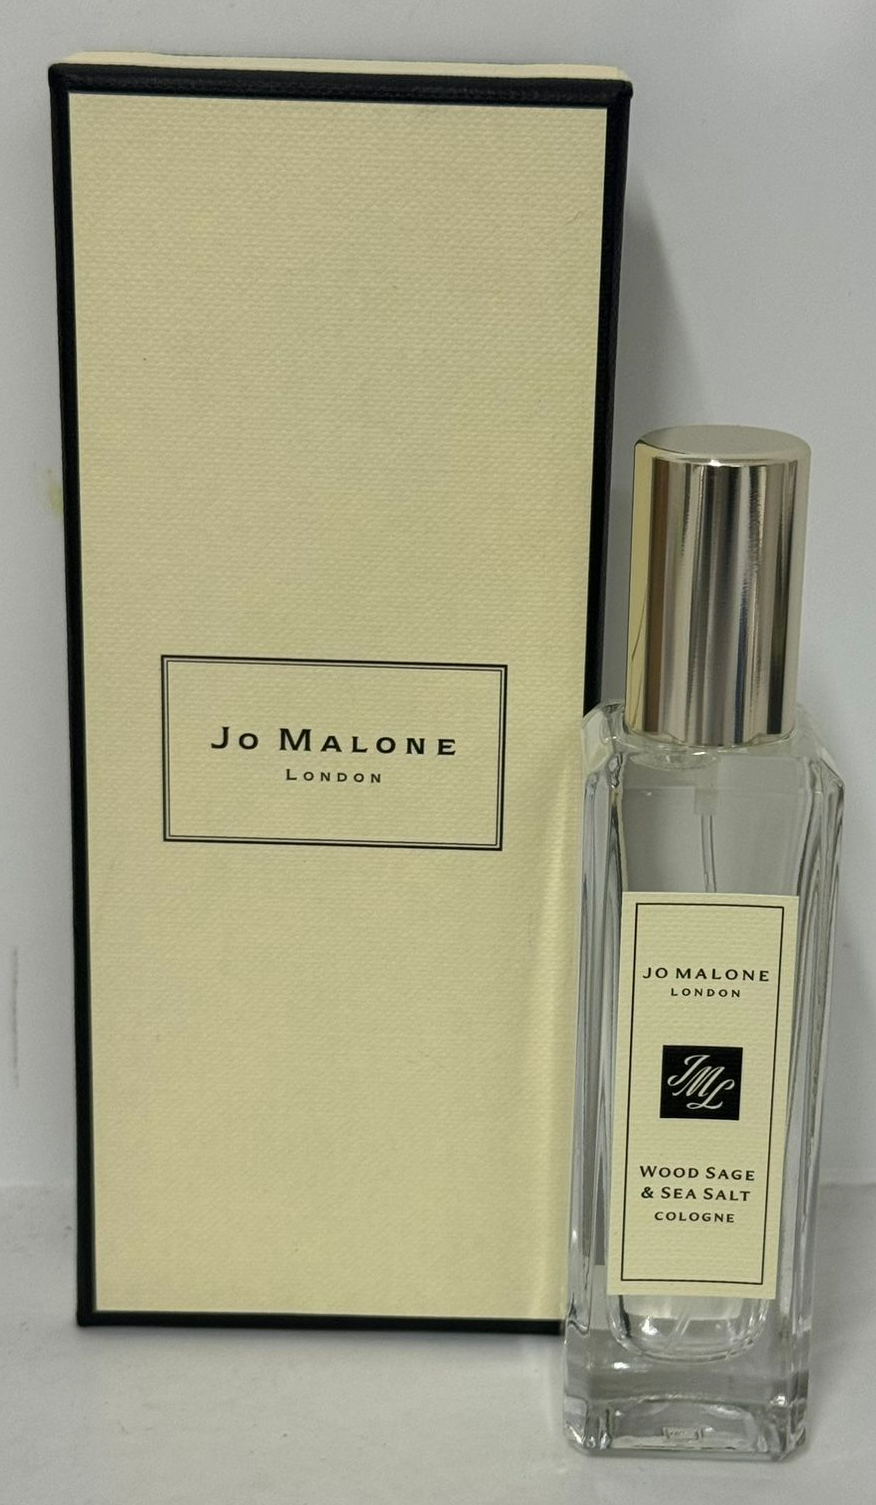 Jo Malone
London
JO MALONE
LONDON
JML
WOOD SAGE
& SEA SALT
COLOGNE